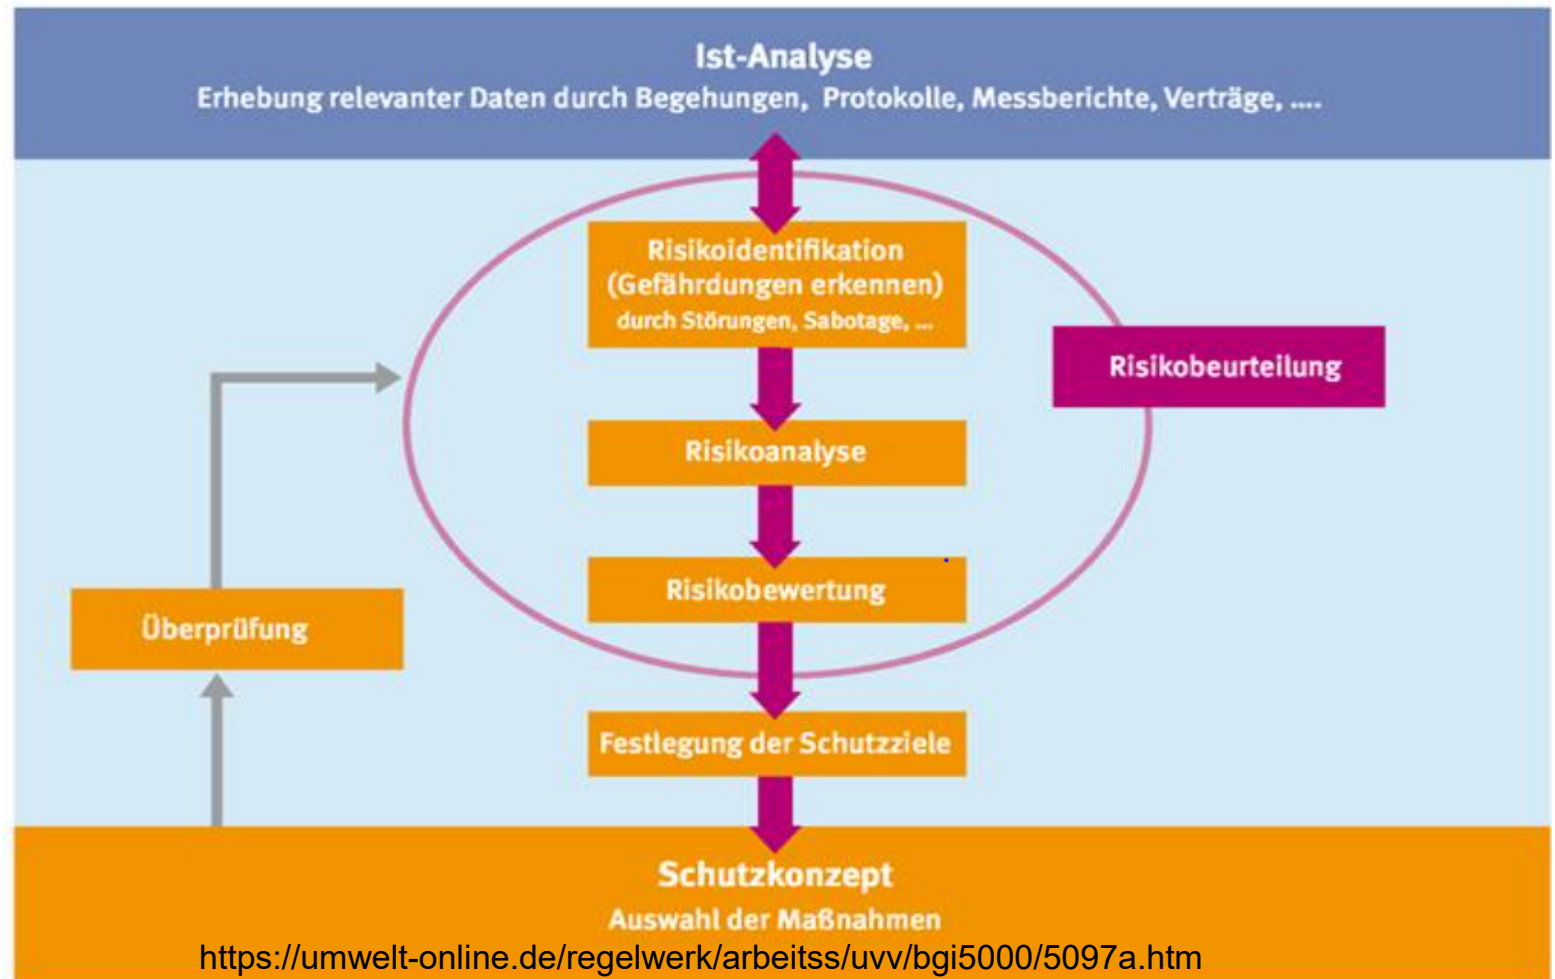 Ist-Analyse
Erhebung relevanter Daten durch Begehungen, Protokolle, Messberichte, Verträge, ....
Risikoidentifikation
(Gefährdungen erkennen)
durch Störungen, Sabotage, ...
Risikobeurteilung
Risikoanalyse
Risikobewertung
Überprüfung
Festlegung der Schutzziele
Schutzkonzept
Auswahl der Maßnahmen
https://umwelt-online.de/regelwerk/arbeitss/uvv/bgi5000/5097a.htm